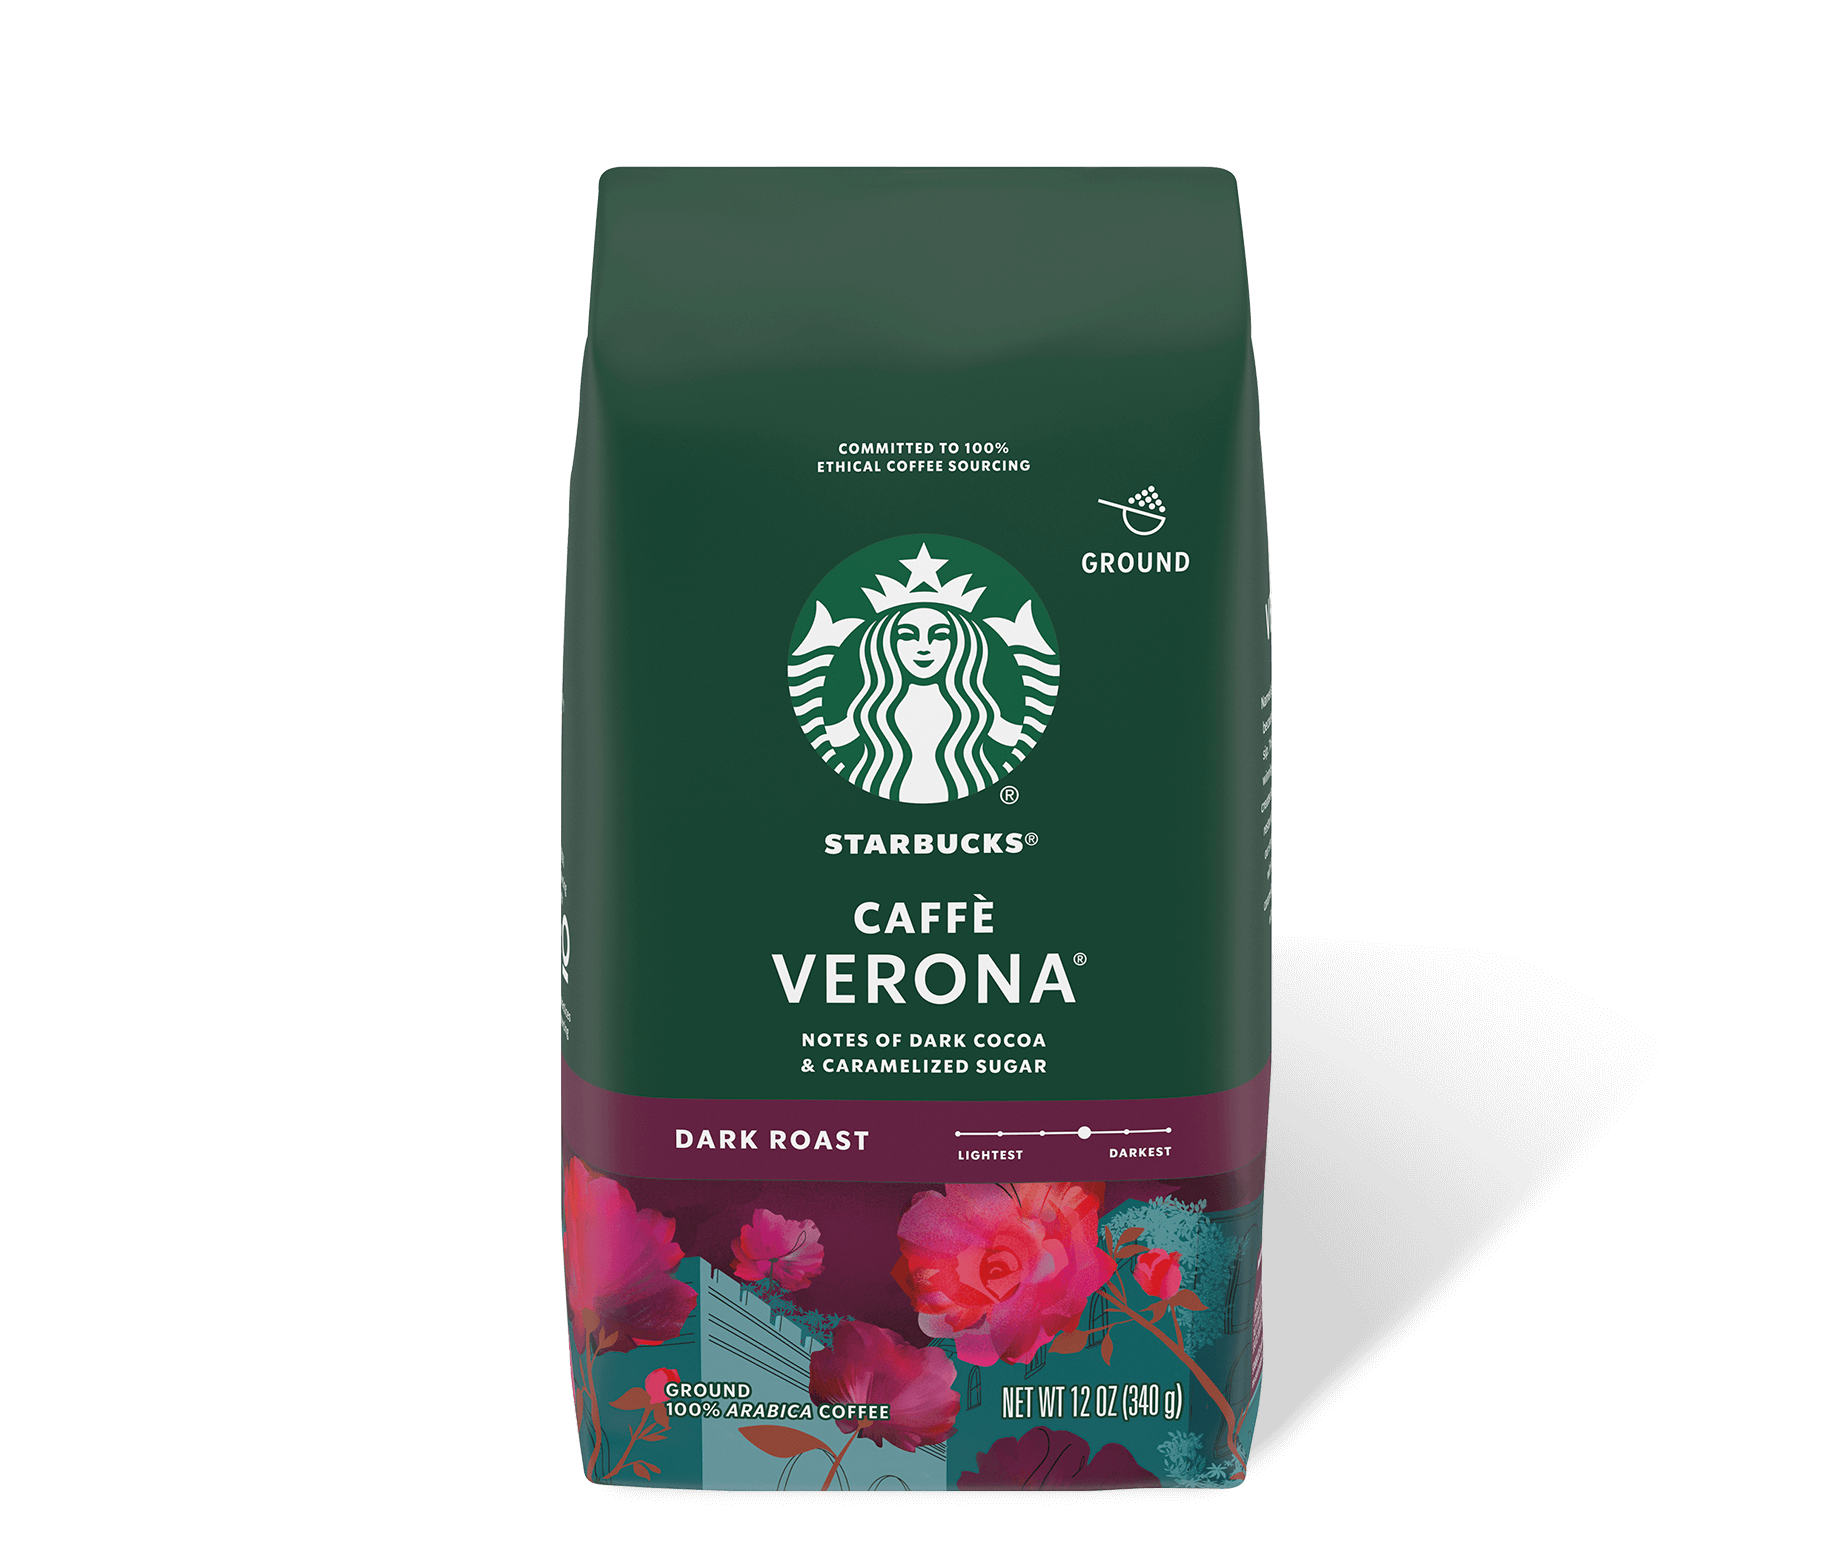 COMMITTED TO 100%
ETHICAL COFFEE SOURCING
GROUND
®
STARBUCKS®
CAFFÈ
VERONA®
NOTES OF DARK COCOA
& CARAMELIZED SUGAR
DARK ROAST
LIGHTEST
DARKEST
GROUND
100% ARABICA COFFEE
NET WT 12 OZ (340 g)